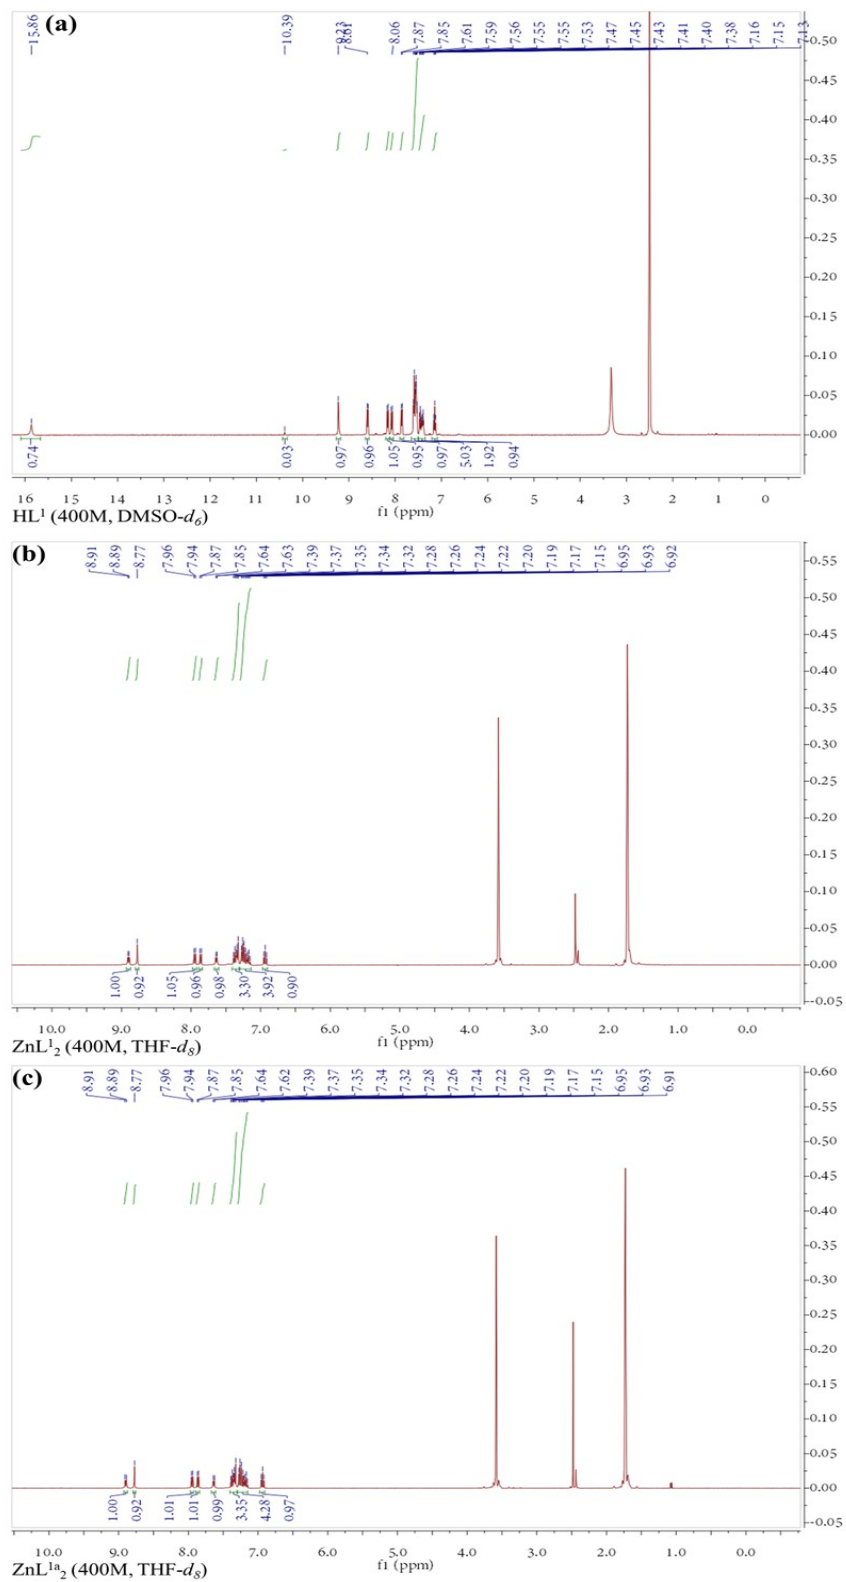 (a)
15.86 10.39 9.23 8.61 8.06 7.87 7.85 7.61 7.59 7.56 7.55 7.55 7.53 7.47 7.45 7.43 7.41 7.40 7.38 7.16 7.15 7.13
0.50
0.45
0.40
0.35
0.30
0.25
0.20
0.15
0.10
0.05
0.00
0.74 0.03 0.97 0.96 1.05 0.95 0.97 5.03 1.92 0.94
16 15 14 13 12 11 10 9 8 7 6 5 4 3 2 1 0
f1 (ppm)
HL¹ (400M, DMSO-d₆)
(b)
8.91 8.89 8.77 7.96 7.94 7.87 7.85 7.64 7.63 7.39 7.37 7.35 7.34 7.32 7.28 7.26 7.24 7.22 7.20 7.19 7.17 7.15 6.95 6.93 6.92
0.55
0.50
0.45
0.40
0.35
0.30
0.25
0.20
0.15
0.10
0.05
0.00
-0.05
1.00 0.92 1.05 0.96 0.98 3.30 3.92 0.90
10.0 9.0 8.0 7.0 6.0 5.0 4.0 3.0 2.0 1.0 0.0
f1 (ppm)
ZnL¹₂ (400M, THF-d₈)
(c)
8.91 8.89 8.77 7.96 7.94 7.87 7.85 7.64 7.62 7.39 7.37 7.35 7.34 7.32 7.28 7.26 7.24 7.22 7.20 7.19 7.17 7.15 6.95 6.93 6.91
0.60
0.55
0.50
0.45
0.40
0.35
0.30
0.25
0.20
0.15
0.10
0.05
0.00
-0.05
1.00 0.92 1.01 1.01 0.99 3.35 4.28 0.97
10.0 9.0 8.0 7.0 6.0 5.0 4.0 3.0 2.0 1.0 0.0
f1 (ppm)
ZnL¹ᵃ₂ (400M, THF-d₈)